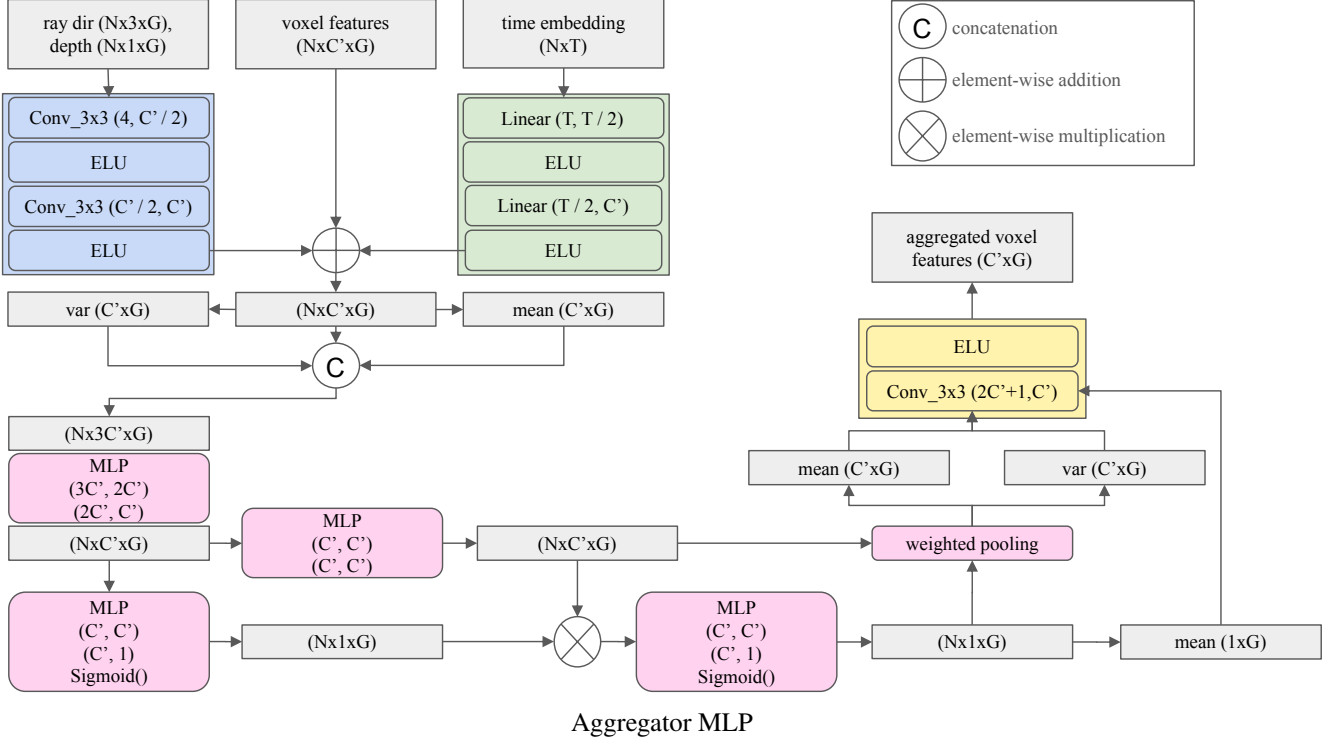 ray dir (Nx3xG),
depth (Nx1xG)
voxel features
(NxC’xG)
time embedding
(NxT)
C
concatenation
element-wise addition
element-wise multiplication
Conv_3x3 (4, C’ / 2)
ELU
Conv_3x3 (C’ / 2, C’)
ELU
Linear (T, T / 2)
ELU
Linear (T / 2, C’)
ELU
var (C’xG)
(NxC’xG)
mean (C’xG)
C
(Nx3C’xG)
MLP
(3C’, 2C’)
(2C’, C’)
(NxC’xG)
MLP
(C’, C’)
(C’, C’)
(NxC’xG)
MLP
(C’, C’)
(C’, 1)
Sigmoid()
(Nx1xG)
MLP
(C’, C’)
(C’, 1)
Sigmoid()
(Nx1xG)
mean (1xG)
weighted pooling
mean (C’xG)
var (C’xG)
ELU
Conv_3x3 (2C’+1,C’)
aggregated voxel
features (C’xG)
Aggregator MLP